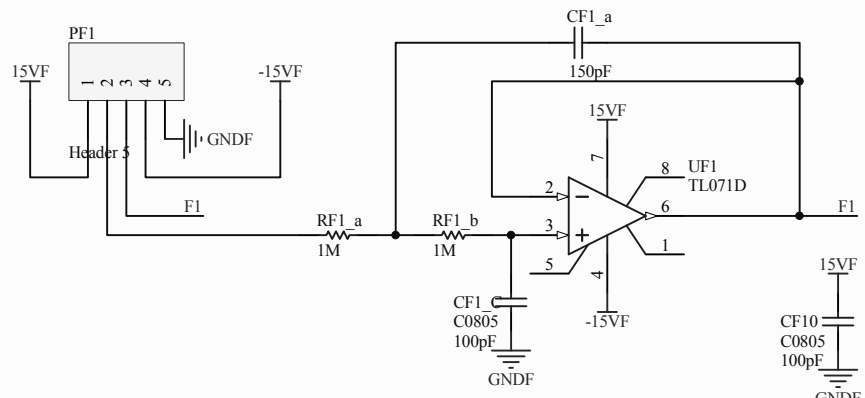 PF1
1 2 3 4 5
15VF
-15VF
GNDF
Header 5
F1
CF1_a
150pF
15VF
7
8
UF1
TL071D
2
6
F1
RF1_a
1M
RF1_b
1M
3
5
1
4
-15VF
CF1_C
C0805
100pF
GNDF
15VF
CF10
C0805
100pF
GNDF